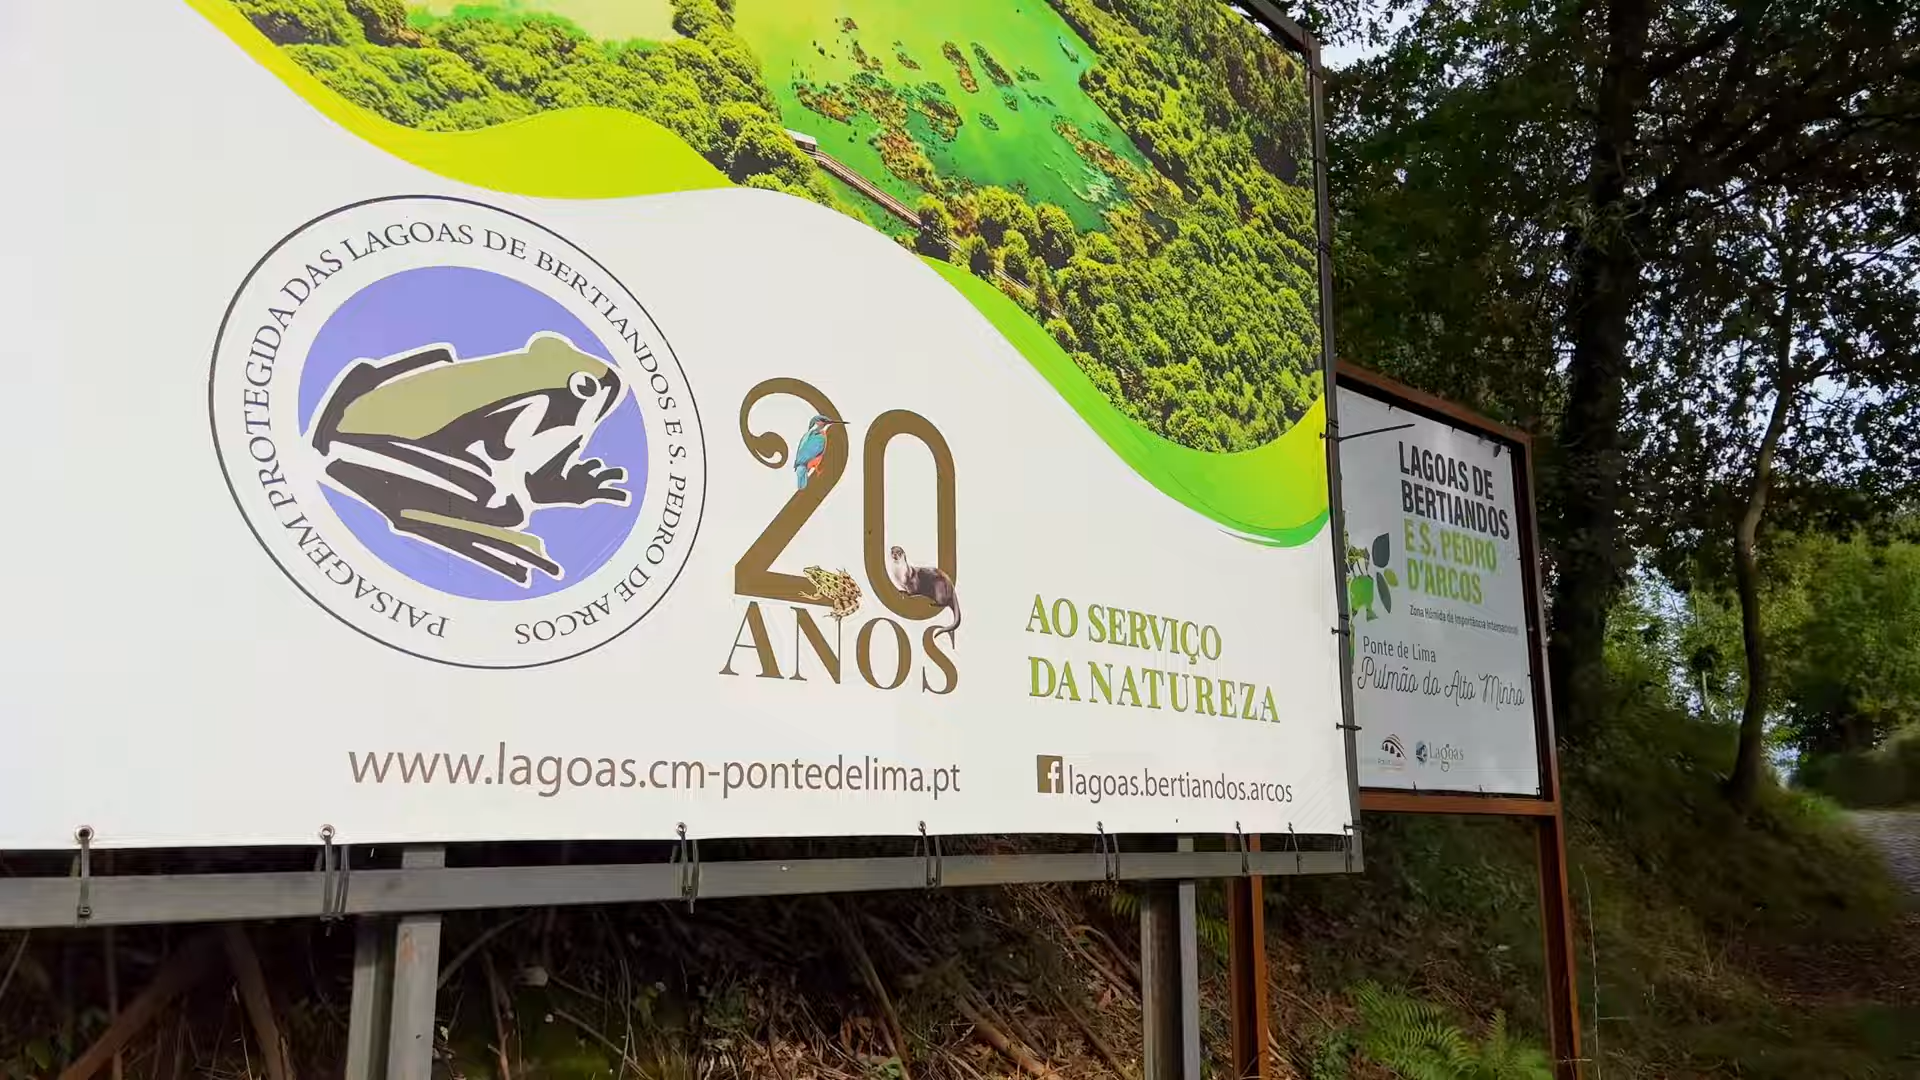 PAISAGEM PROTEGIDA DAS LAGOAS DE BERTIANDOS E S. PEDRO DE ARCOS
20
ANOS
AO SERVIÇO
DA NATUREZA
www.lagoas.cm-pontedelima.pt
lagoas.bertiandos.arcos
LAGOAS DE
BERTIANDOS
E S. PEDRO
D'ARCOS
Zona Húmida de Importância Internacional
Ponte de Lima
Pulmão do Alto Minho
Lagoas